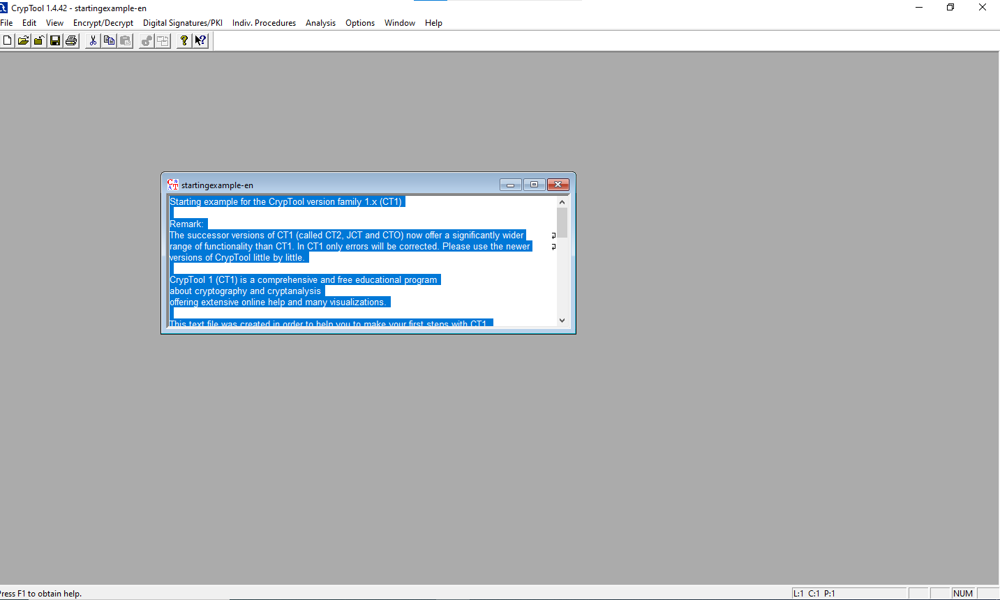 CrypTool 1.4.42 - startingexample-en
File Edit View Encrypt/Decrypt Digital Signatures/PKI Indiv. Procedures Analysis Options Window Help
startingexample-en
Starting example for the CrypTool version family 1.x (CT1)
Remark:
The successor versions of CT1 (called CT2, JCT and CTO) now offer a significantly wider
range of functionality than CT1. In CT1 only errors will be corrected. Please use the newer
versions of CrypTool little by little.
CrypTool 1 (CT1) is a comprehensive and free educational program
about cryptography and cryptanalysis
offering extensive online help and many visualizations.
This text file was created in order to help you to make your first steps with CT1.
Press F1 to obtain help.
L:1 C:1 P:1
NUM